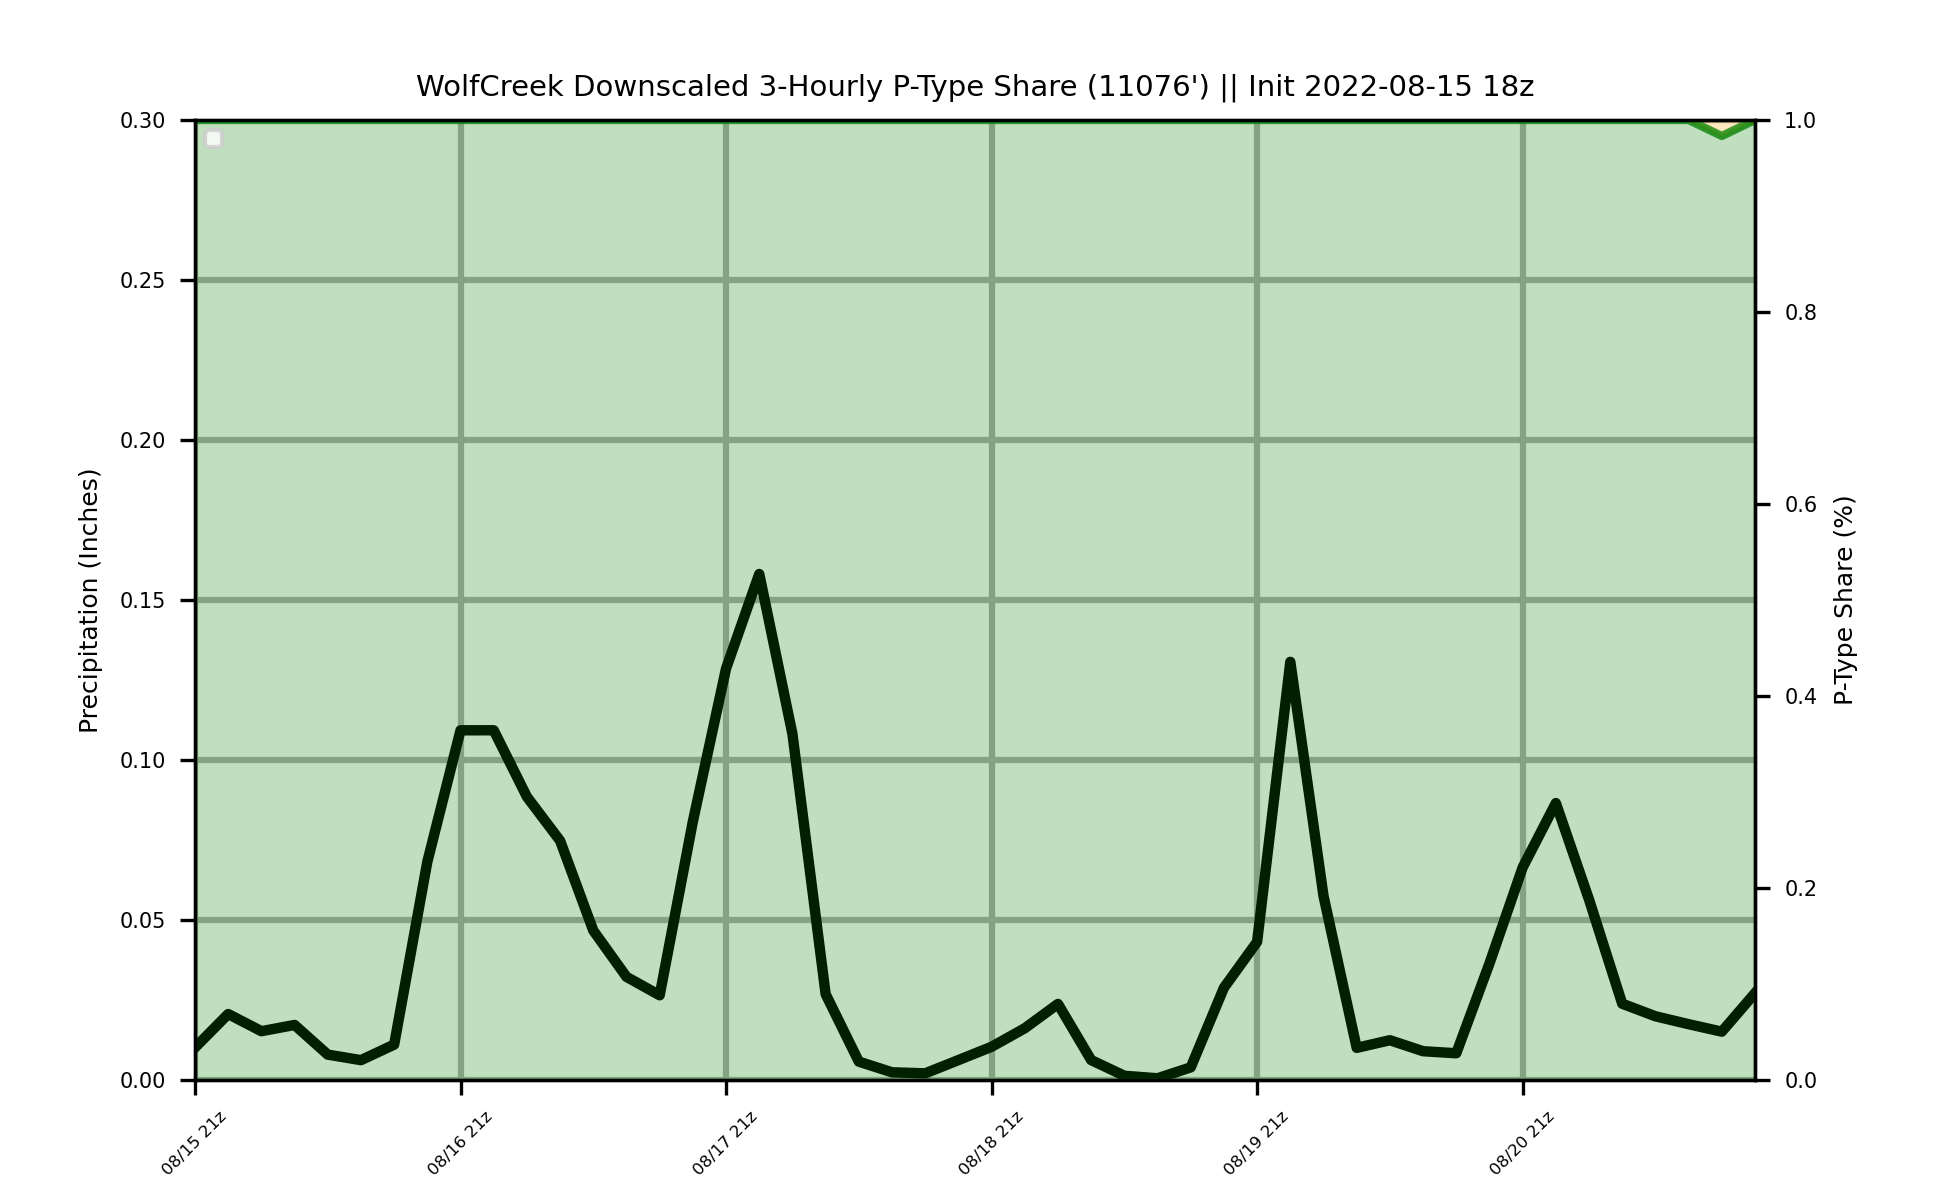 WolfCreek Downscaled 3-Hourly P-Type Share (11076') || Init 2022-08-15 18z
0.30
0.25
0.20
0.15
0.10
0.05
0.00
Precipitation (Inches)
1.0
0.8
0.6
0.4
0.2
0.0
P-Type Share (%)
08/15 21z
08/16 21z
08/17 21z
08/18 21z
08/19 21z
08/20 21z